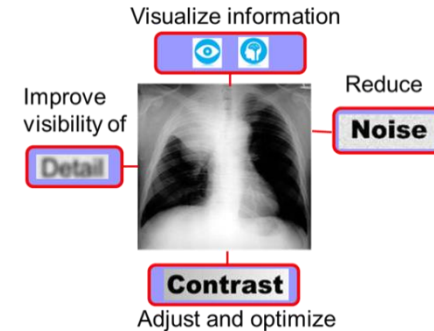 Visualize information
Improve
visibility of
Detail
Reduce
Noise
Contrast
Adjust and optimize